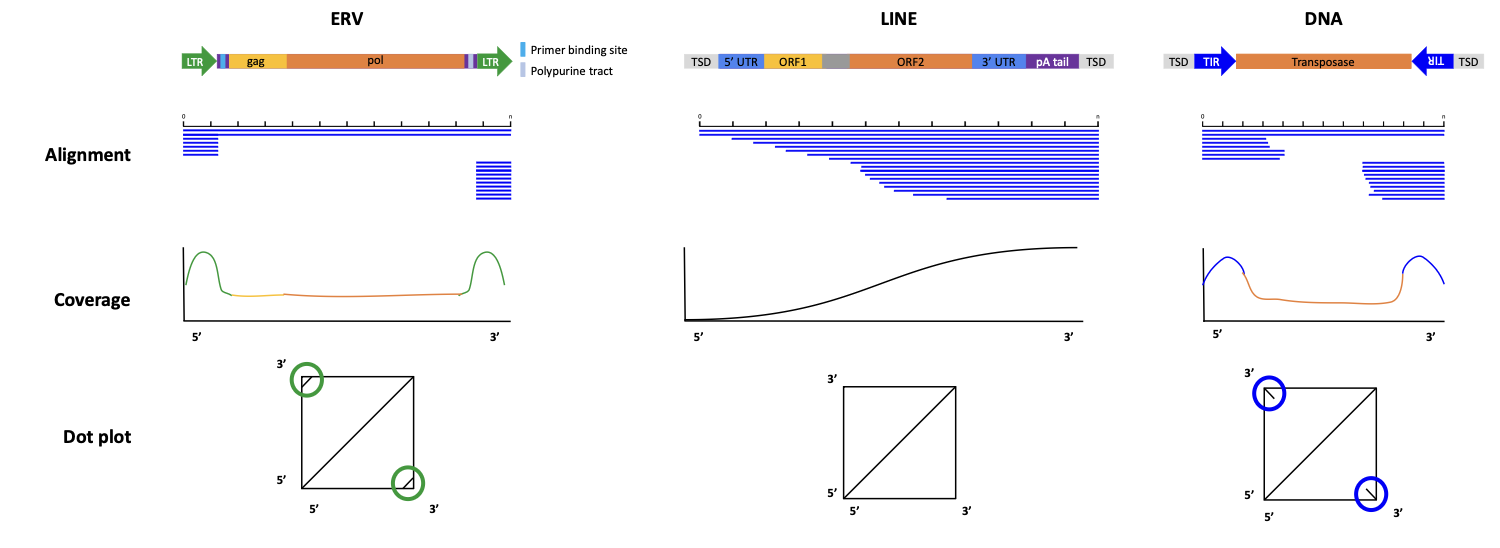 ERV LINE DNA
Primer binding site
Polypurine tract
LTR gag pol LTR
TSD 5’ UTR ORF1 ORF2 3’ UTR pA tail TSD
TSD TIR Transposase TIR TSD
0 n 0 n 0 n
Alignment
Coverage
5’ 3’ 5’ 3’ 5’ 3’
3’ 3’ 3’
Dot plot
5’ 5’ 5’
5’ 3’ 5’ 3’ 5’ 3’